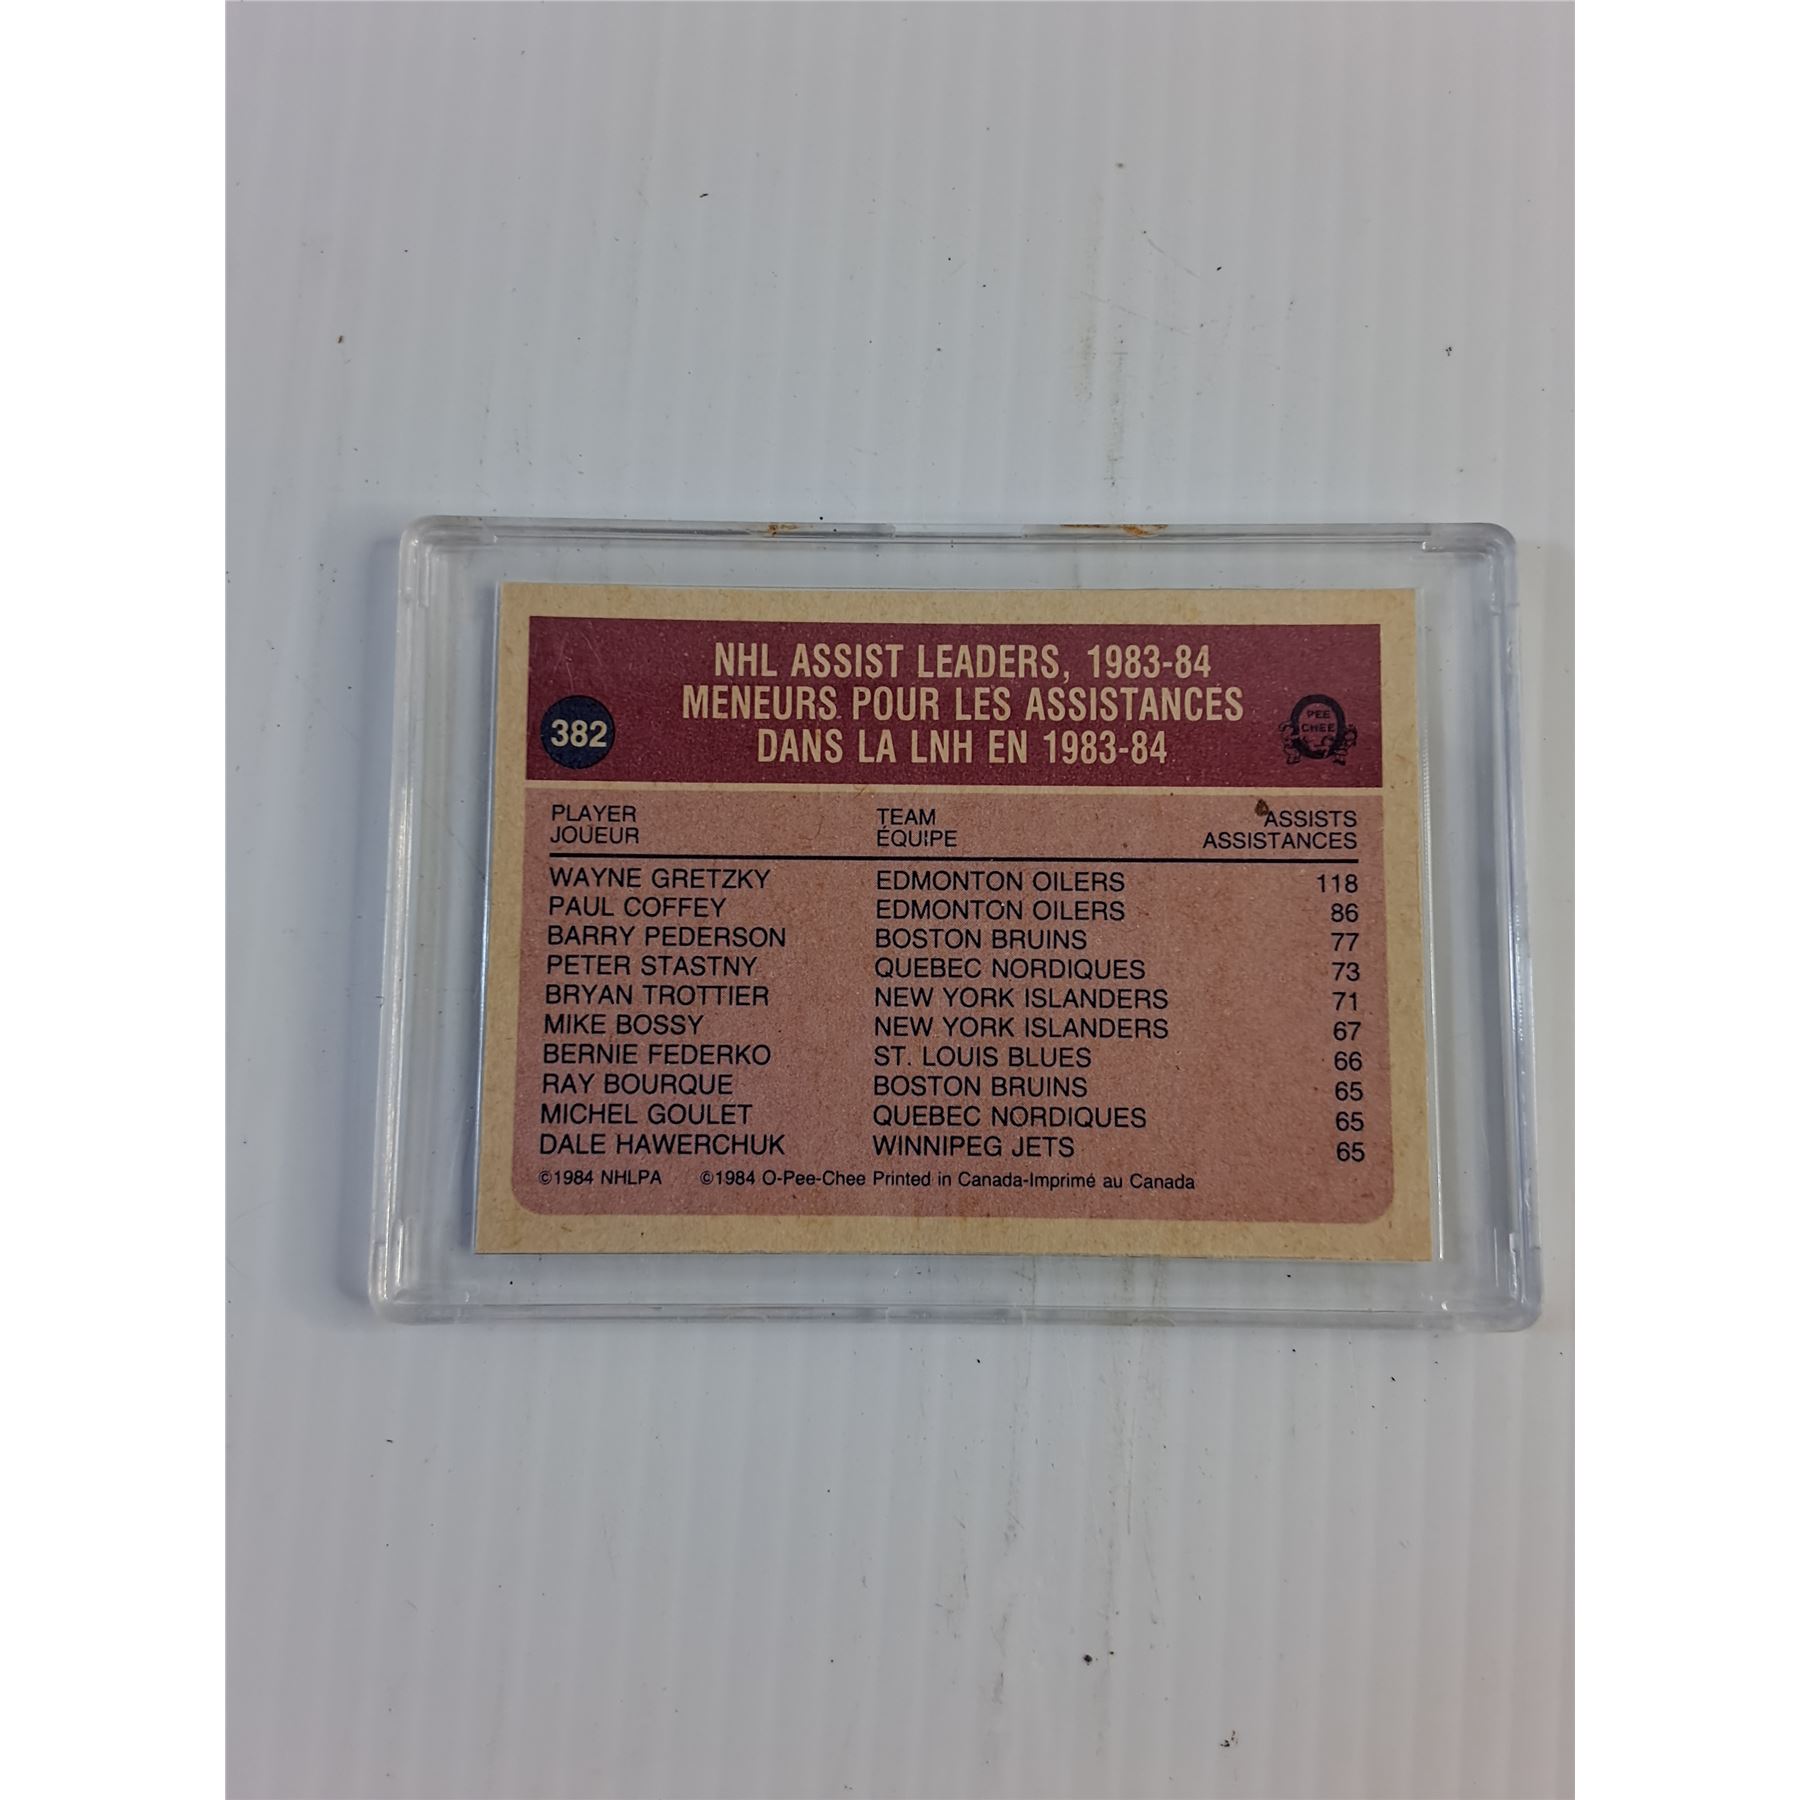 NHL ASSIST LEADERS, 1983-84
MENEURS POUR LES ASSISTANCES
DANS LA LNH EN 1983-84
382
PEE
CHEE
PLAYER TEAM ASSISTS
JOUEUR ÉQUIPE ASSISTANCES
WAYNE GRETZKY EDMONTON OILERS 118
PAUL COFFEY EDMONTON OILERS 86
BARRY PEDERSON BOSTON BRUINS 77
PETER STASTNY QUEBEC NORDIQUES 73
BRYAN TROTTIER NEW YORK ISLANDERS 71
MIKE BOSSY NEW YORK ISLANDERS 67
BERNIE FEDERKO ST. LOUIS BLUES 66
RAY BOURQUE BOSTON BRUINS 65
MICHEL GOULET QUEBEC NORDIQUES 65
DALE HAWERCHUK WINNIPEG JETS 65
©1984 NHLPA ©1984 O-Pee-Chee Printed in Canada-Imprimé au Canada